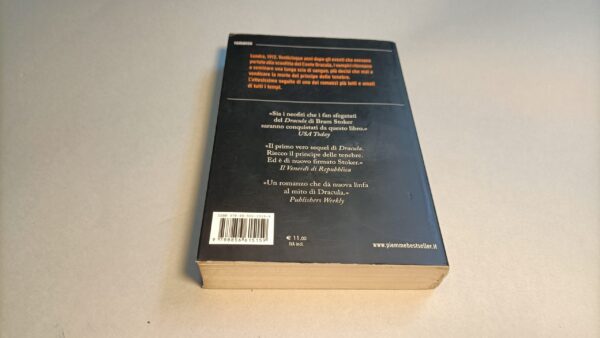 Londra, 1912. Venticinque anni dopo gli eventi che avevano
portato alla sconfitta del Conte Dracula, i vampiri ritornano
a seminare una lunga scia di sangue, più decisi che mai a
vendicare la morte del principe delle tenebre.
L'attesissimo seguito di uno dei romanzi più letti e amati
di tutti i tempi.
«Sia i neofiti che i fan sfegatati
del Dracula di Bram Stoker
saranno conquistati da questo libro.»
USA Today
«Il primo vero sequel di Dracula.
Riecco il principe delle tenebre.
Ed è di nuovo firmato Stoker.»
Il Venerdì di Repubblica
«Un romanzo che dà nuova linfa
al mito di Dracula.»
Publishers Weekly
€ 11,00
IVA incl.
www.piemmebestseller.it